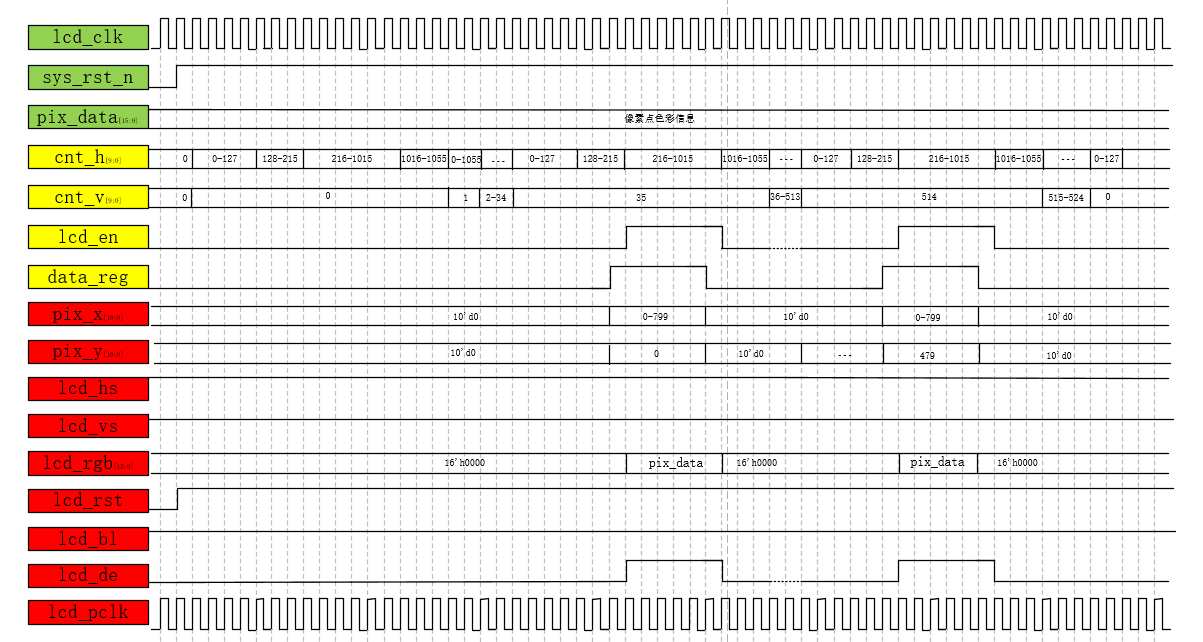 lcd_clk
sys_rst_n
pix_data[15:0] 像素点色彩信息
cnt_h[9:0] 0 0-127 128-215 216-1015 1016-1055 0-1055 --- 0-127 128-215 216-1015 1016-1055 --- 0-127 128-215 216-1015 1016-1055 --- 0-127
cnt_v[9:0] 0 0 1 2-34 35 36-513 514 515-524 0
lcd_en
data_reg
pix_x[10:0] 10'd0 0-799 10'd0 0-799 10'd0
pix_y[10:0] 10'd0 0 10'd0 --- 479 10'd0
lcd_hs
lcd_vs
lcd_rgb[15:0] 16'h0000 pix_data 16'h0000 pix_data 16'h0000
lcd_rst
lcd_bl
lcd_de
lcd_pclk